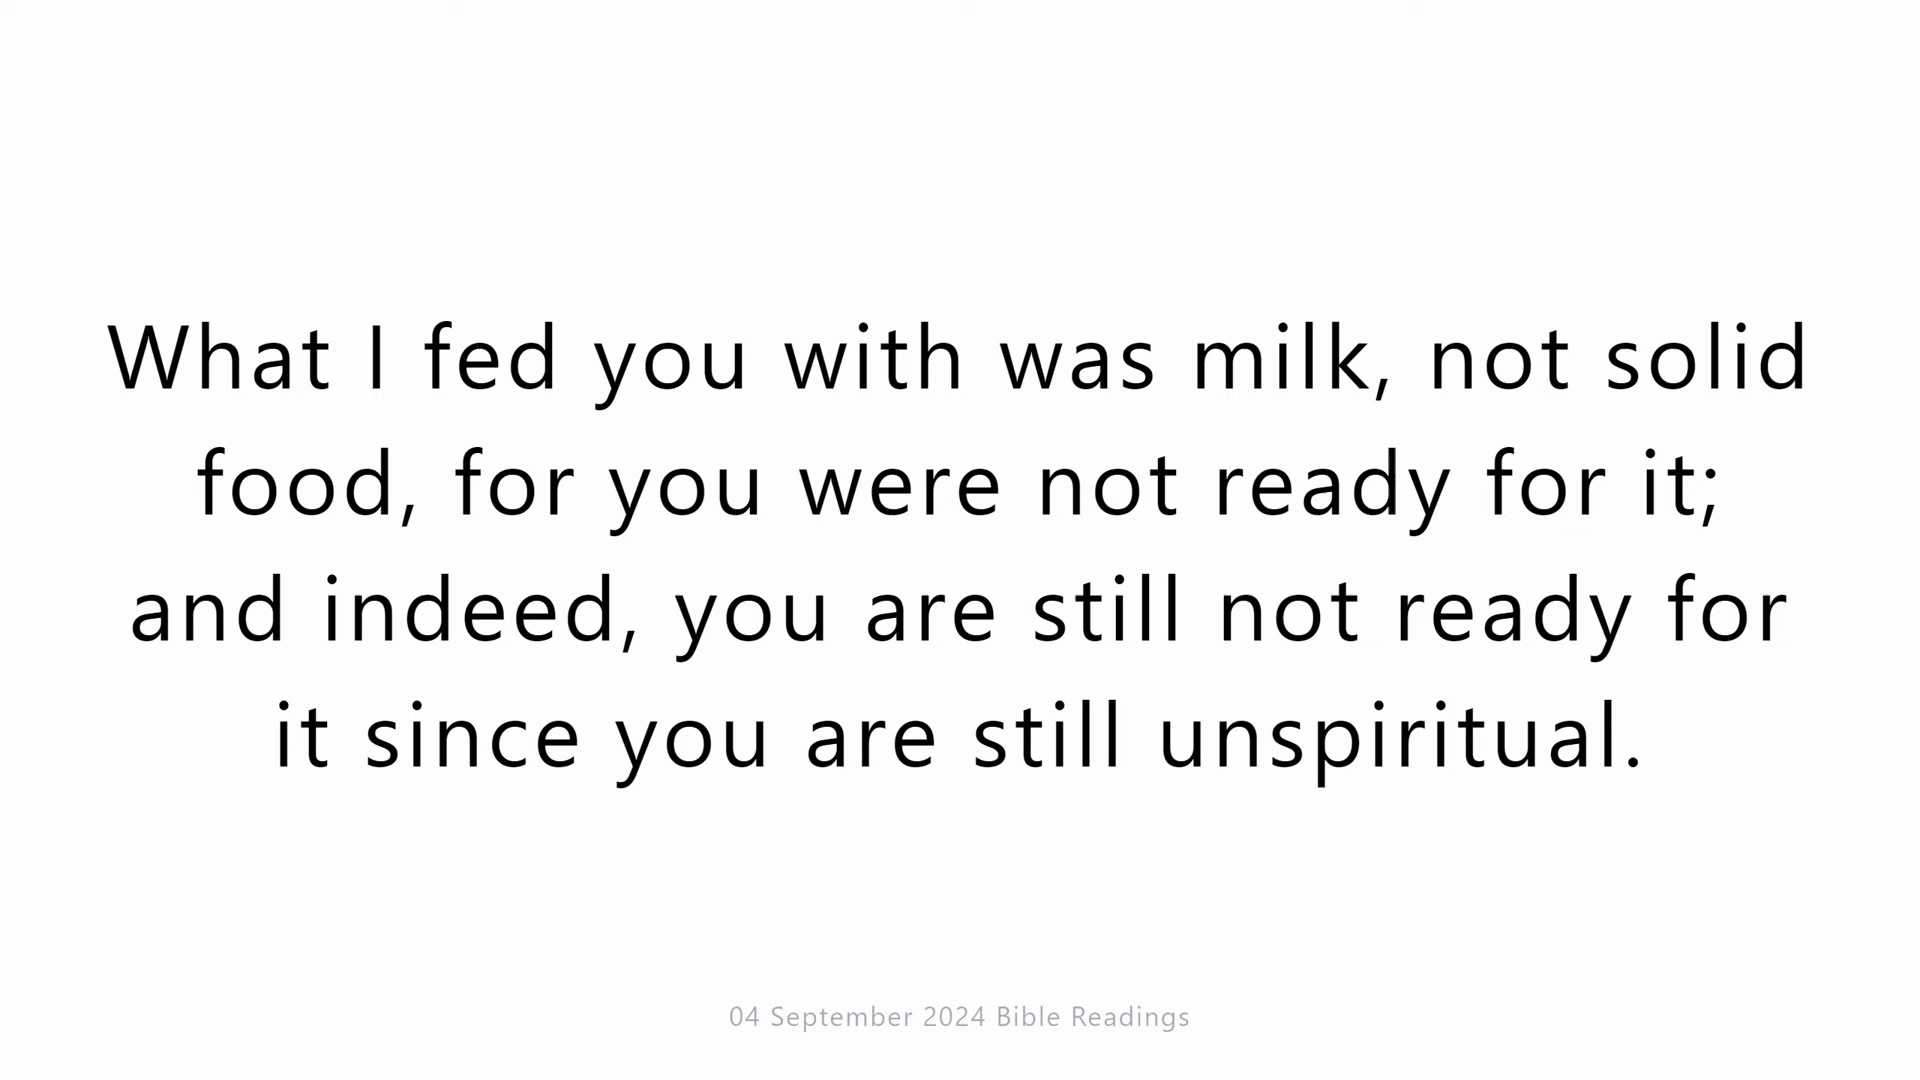 What I fed you with was milk, not solid
food, for you were not ready for it;
and indeed, you are still not ready for
it since you are still unspiritual.
04 September 2024 Bible Readings